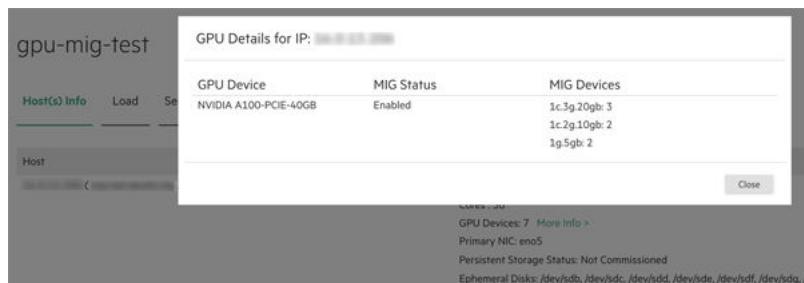 gpu-mig-test
Host(s) Info Load Se
Host
GPU Details for IP:
GPU Device MIG Status MIG Devices
NVIDIA A100-PCIE-40GB Enabled 1c.3g.20gb: 3
1c.2g.10gb: 2
1g.5gb: 2
Close
GPU Devices: 7 More Info >
Primary NIC: eno5
Persistent Storage Status: Not Commissioned
Ephemeral Disks: /dev/sdb, /dev/sdc, /dev/sdd, /dev/sde, /dev/sdf, /dev/sdg,